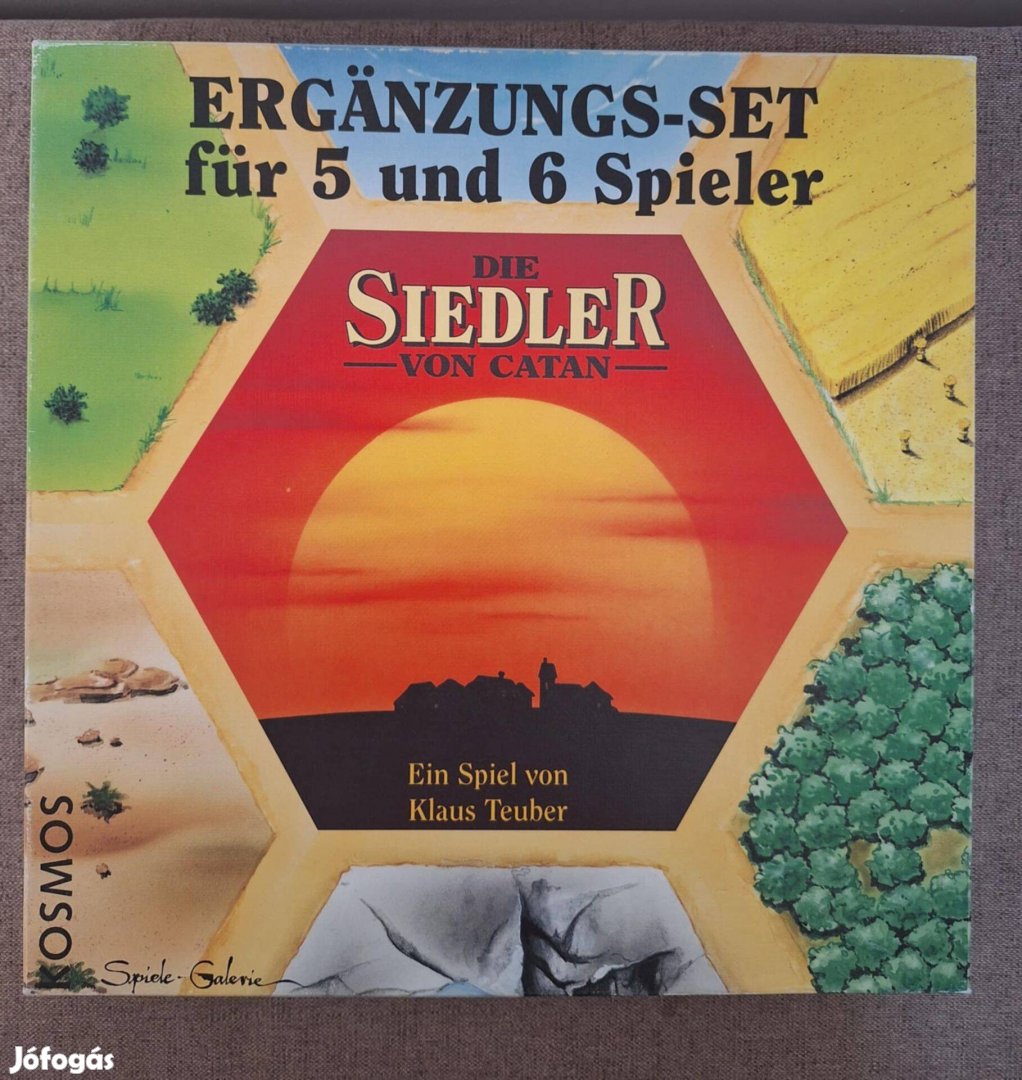 ERGÄNZUNGS-SET
für 5 und 6 Spieler
DIE
SIEDLER
VON CATAN
Ein Spiel von
Klaus Teuber
KOSMOS
Spiele-Galerie
Jófogás